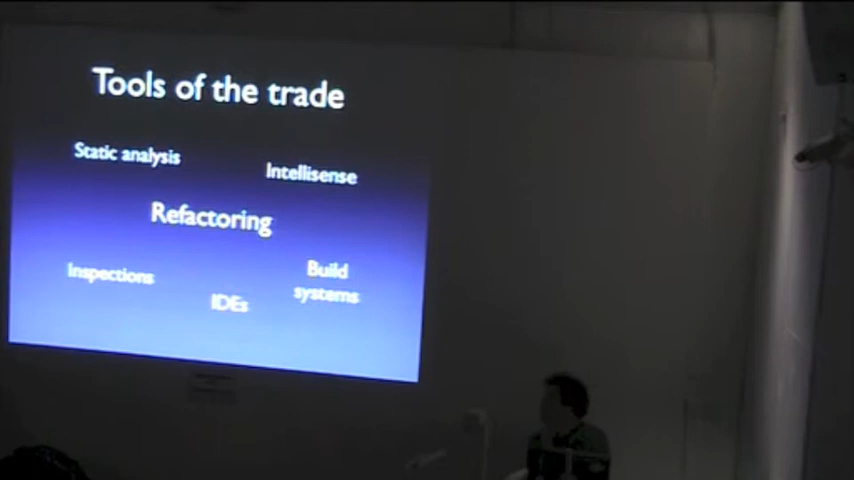 Tools of the trade
Static analysis
Intellisense
Refactoring
Inspections
Build
systems
IDEs